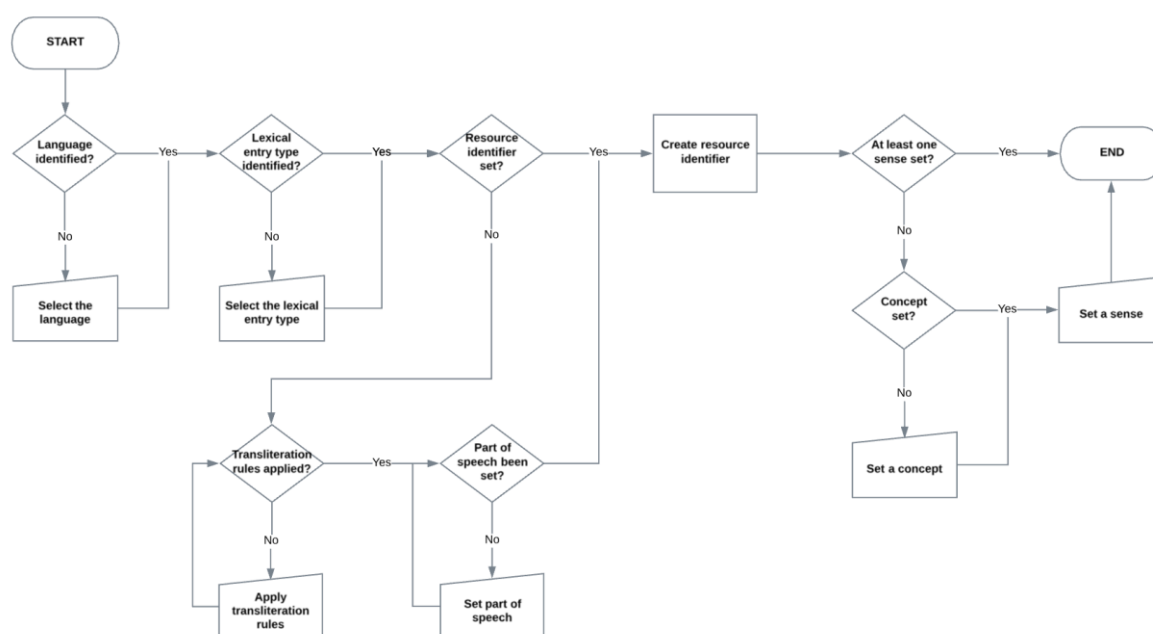 START
Language
identified?
Yes
No
Select the
language
Lexical
entry type
identified?
Yes
No
Select the lexical
entry type
Resource
identifier
set?
Yes
No
Create resource
identifier
At least one
sense set?
Yes
END
No
Concept
set?
Yes
Set a sense
No
Set a concept
Transliteration
rules applied?
Yes
No
Apply
transliteration
rules
Part of
speech been
set?
No
Set part of
speech